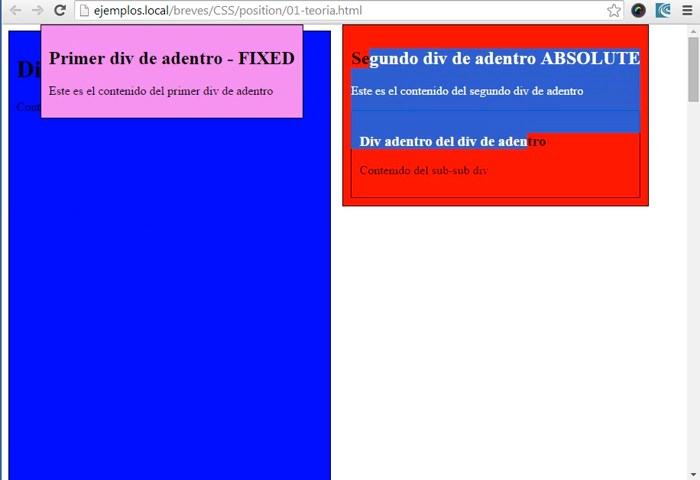 ejemplos.local/breves/CSS/position/01-teoria.html
Di
Cont
Primer div de adentro - FIXED
Este es el contenido del primer div de adentro
Segundo div de adentro ABSOLUTE
Este es el contenido del segundo div de adentro
Div adentro del div de adentro
Contenido del sub-sub div